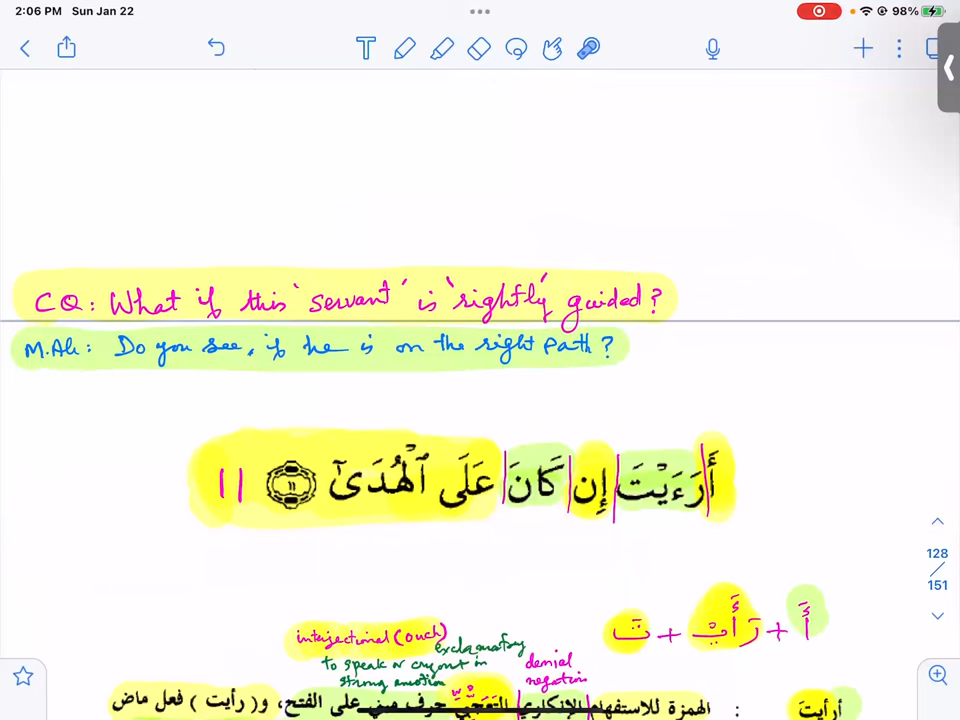 2:06 PM Sun Jan 22
98%
CQ: What if this 'servant' is 'rightly' guided?
M.Ali: Do you see, if he is on the right path?
أَرَءَيْتَ إِن كَانَ عَلَى ٱلْهُدَىٰٓ ١١ 11
128
151
أَ + رَأَيْ + تَ
interjectional (ouch)
exclamatory
to speak or cry out in
strong emotion
denial
negation
أرأيت : الهمزة للاستفهام الإنكاري التعجبي حرف مبني على الفتح، و( رأيت ) فعل ماض